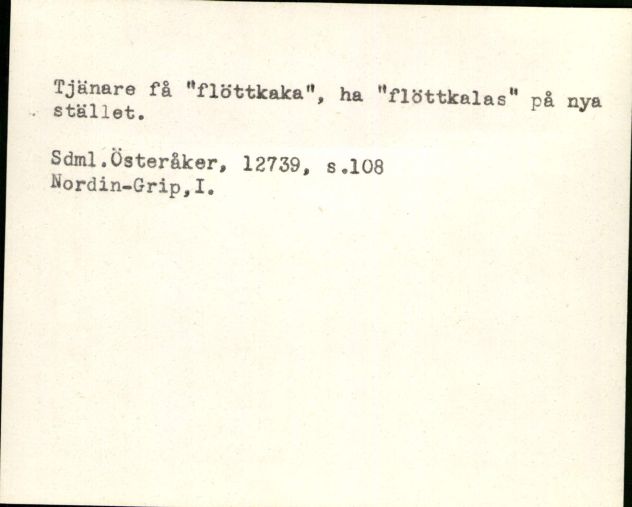 Tjänare få "flöttkaka", ha "flöttkalas" på nya
stället.
Sdml.Österåker, 12739, s.108
Nordin-Grip,I.